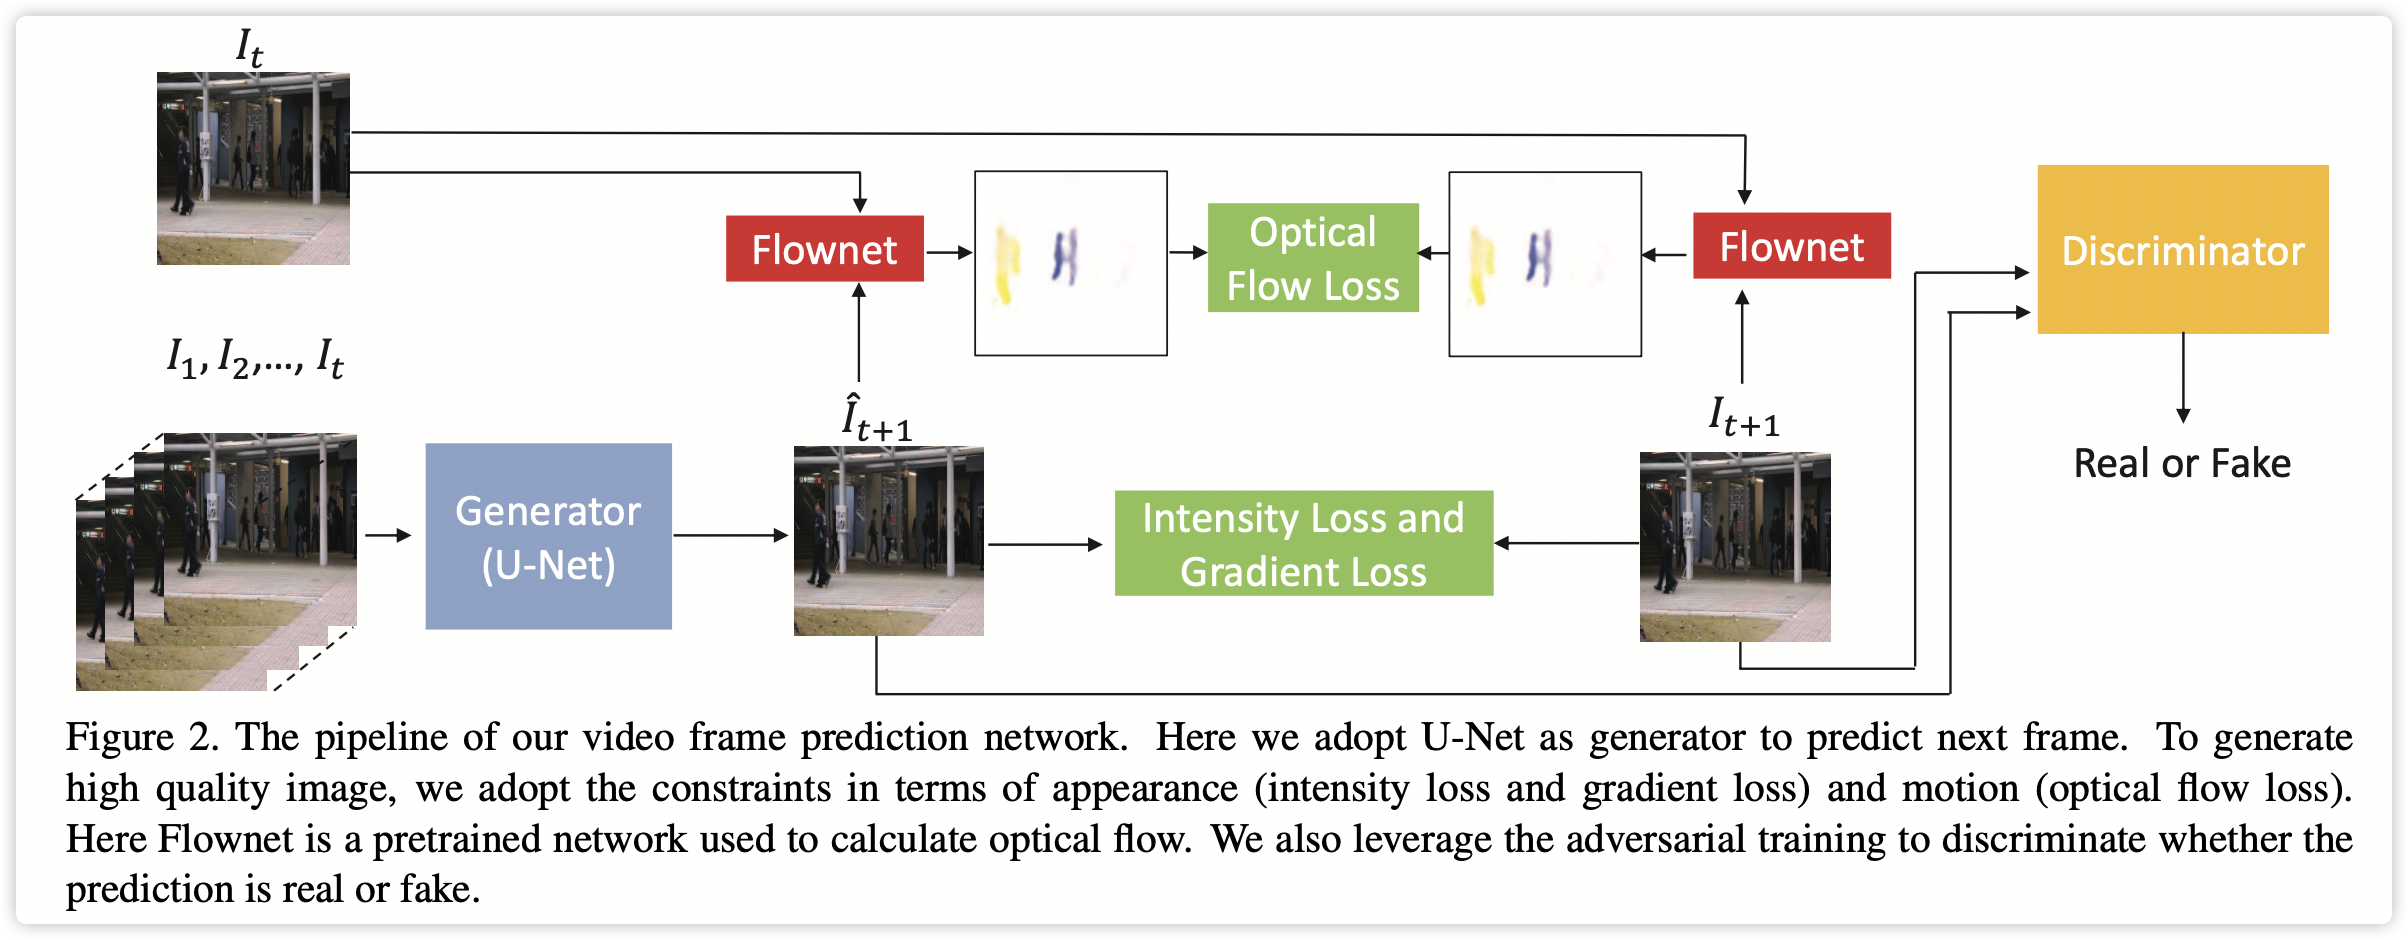 I_t
Flownet
Optical
Flow Loss
Flownet
Discriminator
I_1, I_2,..., I_t
Î_{t+1}
I_{t+1}
Real or Fake
Generator
(U-Net)
Intensity Loss and
Gradient Loss
Figure 2. The pipeline of our video frame prediction network. Here we adopt U-Net as generator to predict next frame. To generate
high quality image, we adopt the constraints in terms of appearance (intensity loss and gradient loss) and motion (optical flow loss).
Here Flownet is a pretrained network used to calculate optical flow. We also leverage the adversarial training to discriminate whether the
prediction is real or fake.